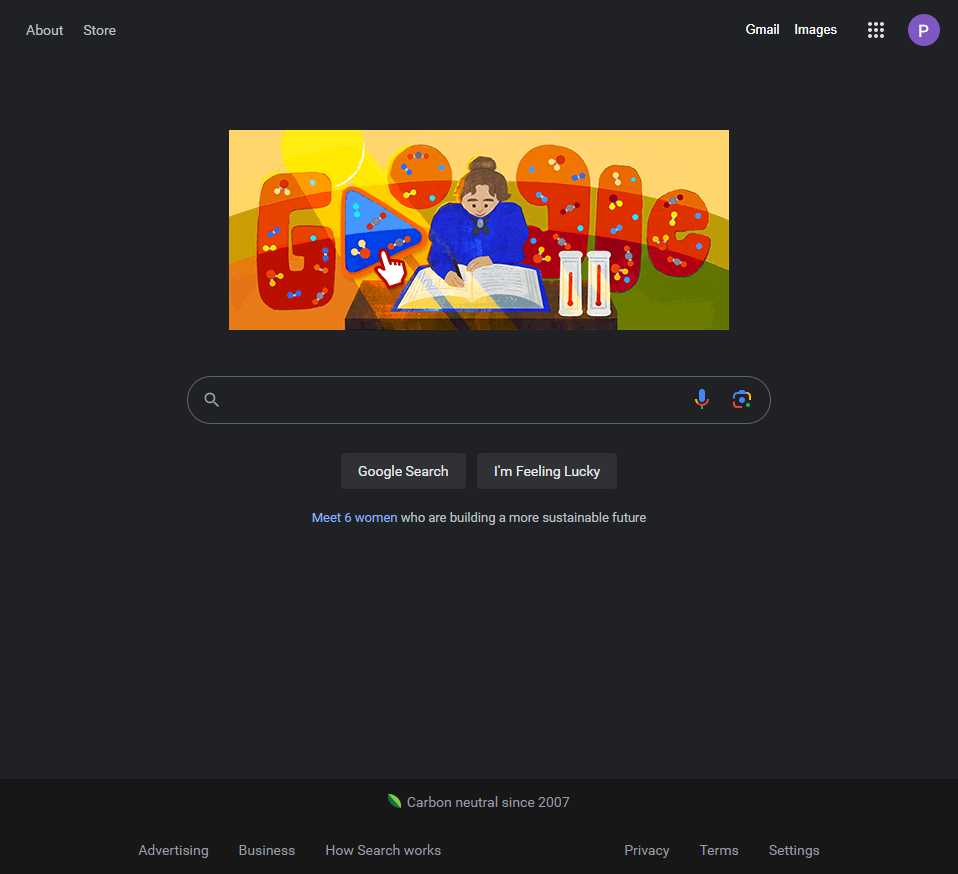 About Store Gmail Images P
Google
Google Search I'm Feeling Lucky
Meet 6 women who are building a more sustainable future
Carbon neutral since 2007
Advertising Business How Search works Privacy Terms Settings